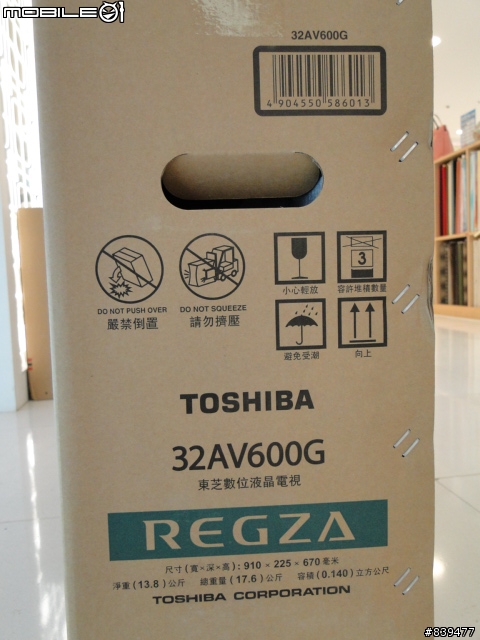 MOBILE01
32AV600G
4 904550 586013
DO NOT PUSH OVER
嚴禁倒置
DO NOT SQUEEZE
請勿擠壓
小心輕放
3
容許堆積數量
避免受潮
向上
TOSHIBA
32AV600G
東芝數位液晶電視
REGZA
尺寸(寬×深×高): 910 × 225 × 670 毫米
淨重(13.8)公斤 總重量(17.6)公斤 容積(0.140)立方公尺
TOSHIBA CORPORATION
#839477